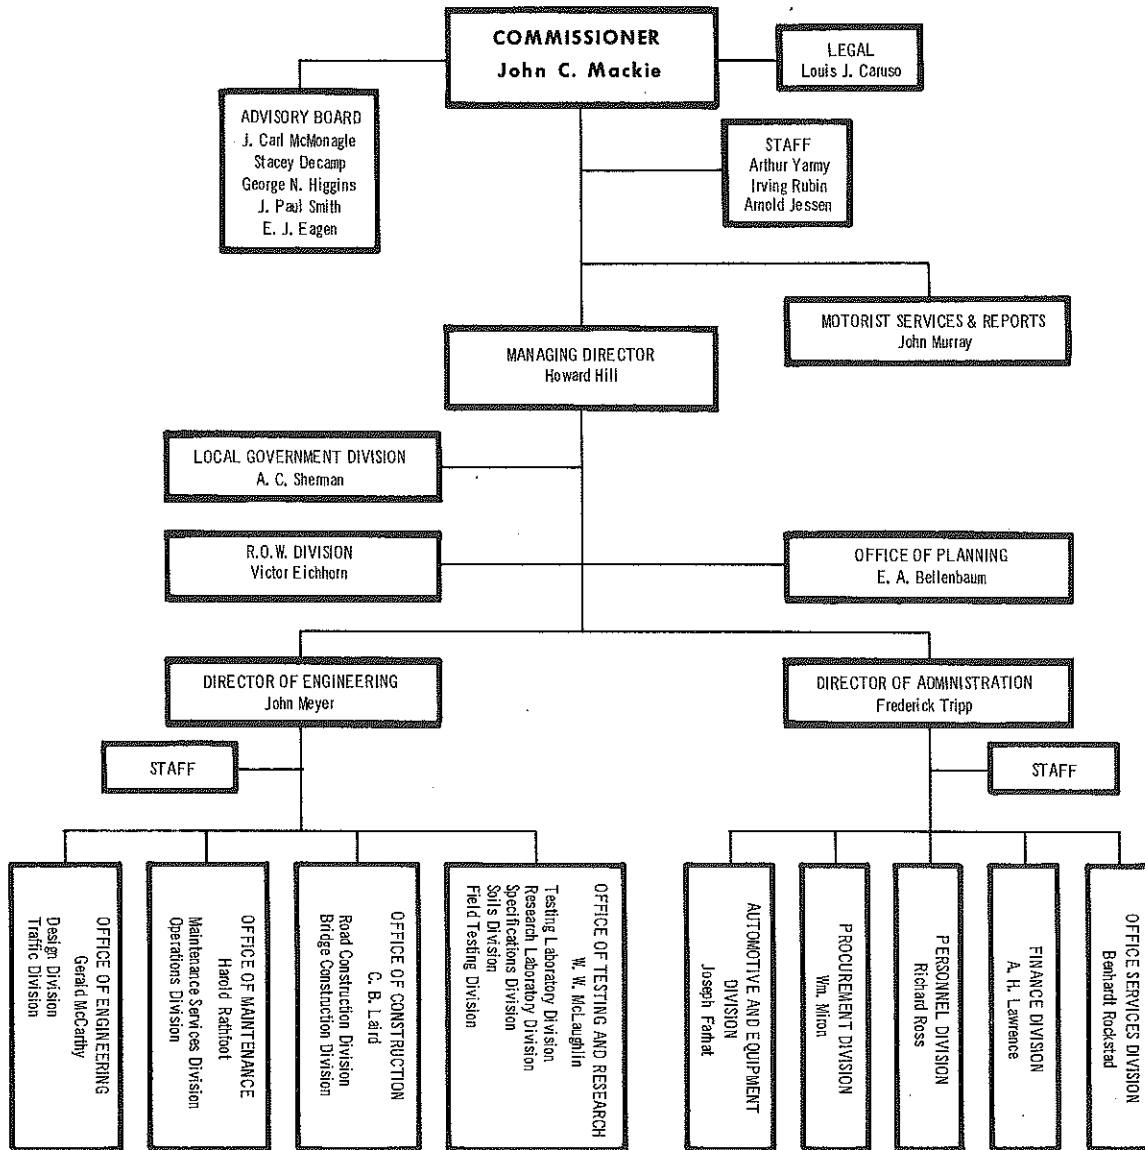 COMMISSIONER
John C. Mackie
LEGAL
Louis J. Caruso
ADVISORY BOARD
J. Carl McMonagle
Stacey Decamp
George N. Higgins
J. Paul Smith
E. J. Eagen
STAFF
Arthur Yarmy
Irving Rubin
Arnold Jessen
MOTORIST SERVICES & REPORTS
John Murray
MANAGING DIRECTOR
Howard Hill
LOCAL GOVERNMENT DIVISION
A. C. Sherman
R.O.W. DIVISION
Victor Eichhorn
OFFICE OF PLANNING
E. A. Bellenbaum
DIRECTOR OF ENGINEERING
John Meyer
DIRECTOR OF ADMINISTRATION
Frederick Tripp
STAFF
STAFF
OFFICE OF ENGINEERING
Gerald McCarthy
Design Division
Traffic Division
OFFICE OF MAINTENANCE
Harold Rathfoot
Maintenance Services Division
Operations Division
OFFICE OF CONSTRUCTION
C. B. Laird
Road Construction Division
Bridge Construction Division
OFFICE OF TESTING AND RESEARCH
W. W. McLaughlin
Testing Laboratory Division
Research Laboratory Division
Specifications Division
Soils Division
Field Testing Division
AUTOMOTIVE AND EQUIPMENT
DIVISION
Joseph Farhat
PROCUREMENT DIVISION
Wm. Miron
PERSONNEL DIVISION
Richard Ross
FINANCE DIVISION
A. H. Lawrence
OFFICE SERVICES DIVISION
Benhardt Rockstad